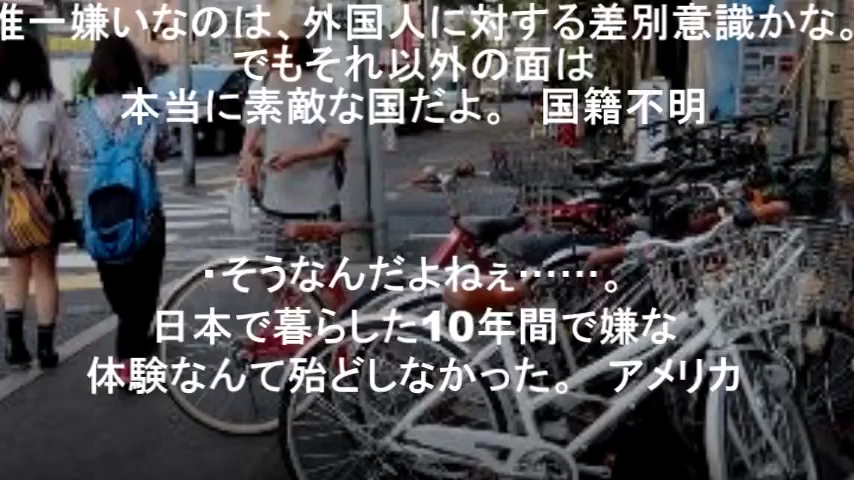 唯一嫌いなのは、外国人に対する差別意識かな。
でもそれ以外の面は
本当に素敵な国だよ。 国籍不明
・そうなんだよねぇ……。
日本で暮らした10年間で嫌な
体験なんて殆どしなかった。 アメリカ